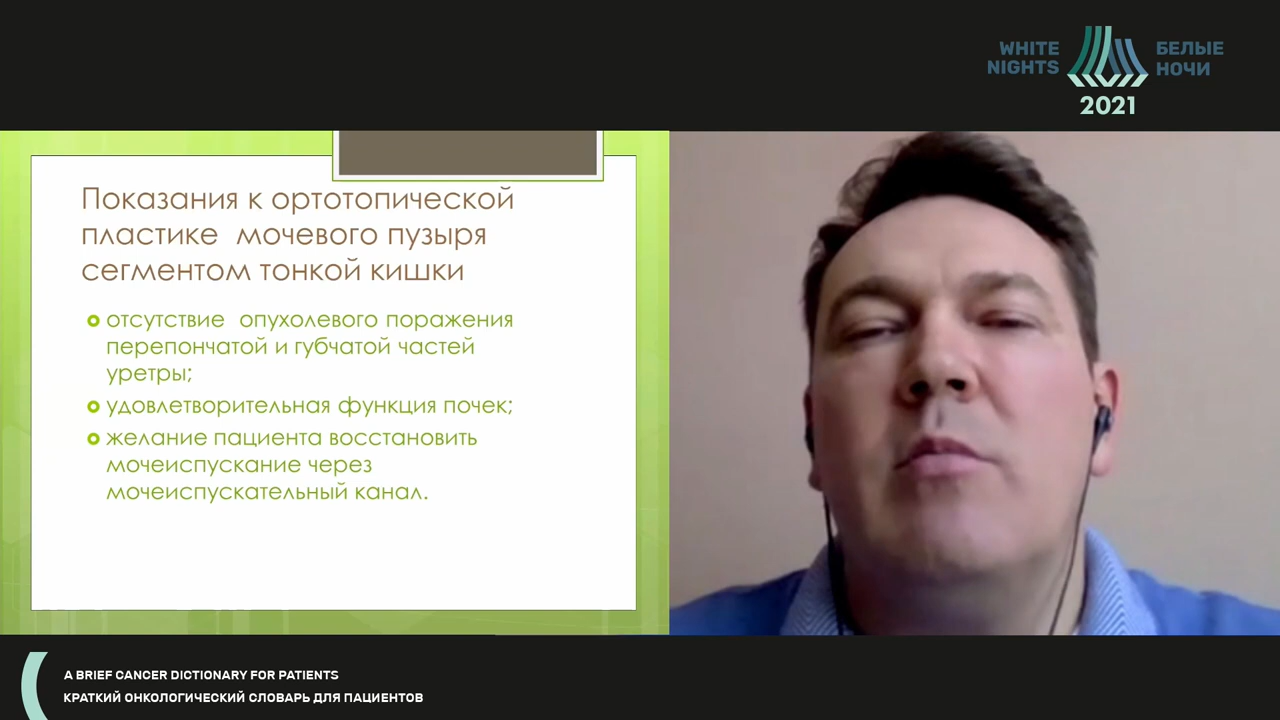 WHITE
NIGHTS
БЕЛЫЕ
НОЧИ
2021
Показания к ортотопической
пластике мочевого пузыря
сегментом тонкой кишки
отсутствие опухолевого поражения
перепончатой и губчатой частей
уретры;
удовлетворительная функция почек;
желание пациента восстановить
мочеиспускание через
мочеиспускательный канал.
A BRIEF CANCER DICTIONARY FOR PATIENTS
КРАТКИЙ ОНКОЛОГИЧЕСКИЙ СЛОВАРЬ ДЛЯ ПАЦИЕНТОВ